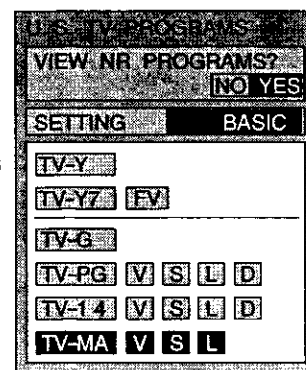 U.S. TV PROGRAMS
VIEW NR PROGRAMS?
NO YES
SETTING BASIC
TV-Y
TV-Y7 FV
TV-G
TV-PG V S L D
TV-14 V S L D
TV-MA V S L